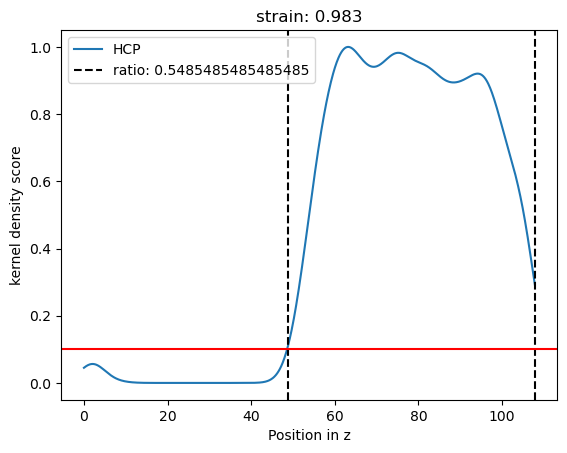 strain: 0.983
HCP
ratio: 0.5485485485485485
kernel density score
1.0
0.8
0.6
0.4
0.2
0.0
0 20 40 60 80 100
Position in z